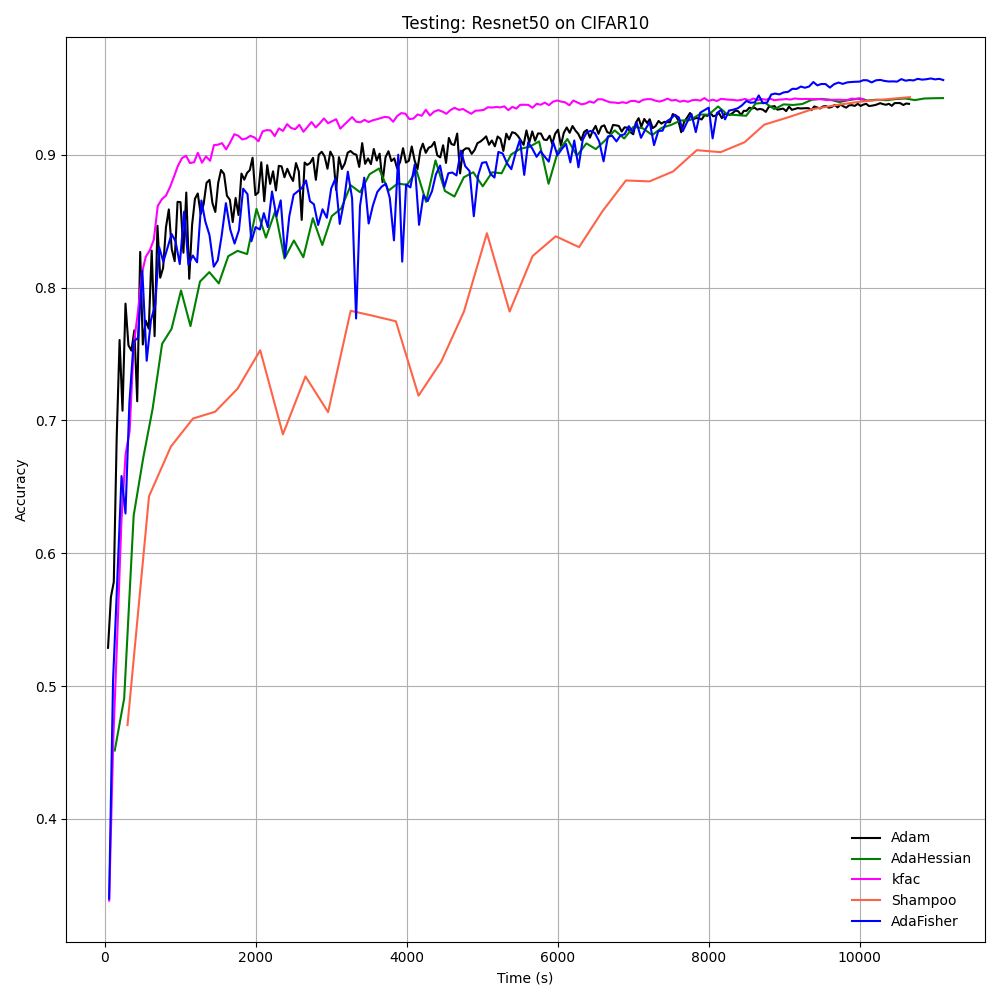 Testing: Resnet50 on CIFAR10
Accuracy
0.9
0.8
0.7
0.6
0.5
0.4
0
2000
4000
6000
8000
10000
Time (s)
Adam
AdaHessian
kfac
Shampoo
AdaFisher